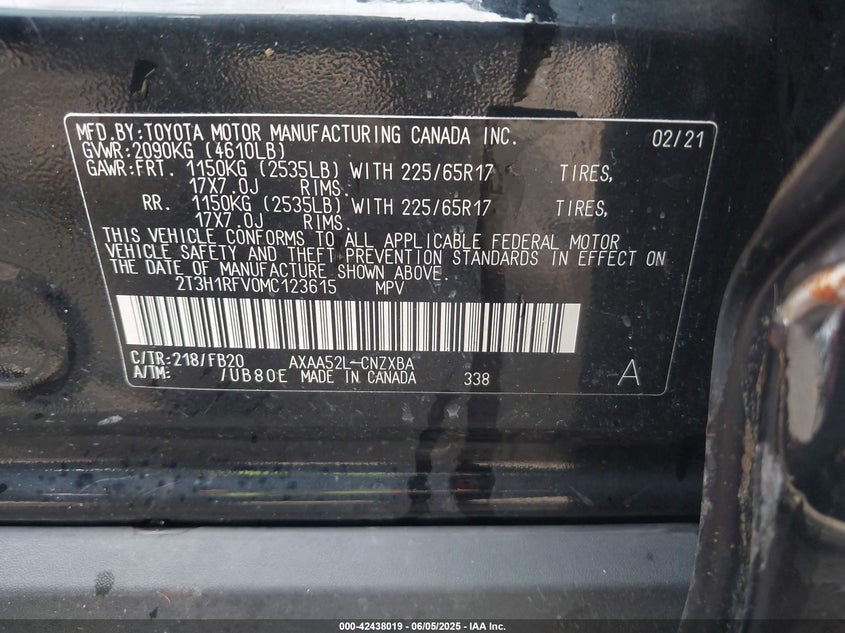 MFD.BY:TOYOTA MOTOR MANUFACTURING CANADA INC. 02/21
GVWR:2090KG (4610LB)
GAWR:FRT. 1150KG (2535LB) WITH 225/65R17 TIRES,
17X7.0J RIMS.
RR. 1150KG (2535LB) WITH 225/65R17 TIRES,
17X7.0J RIMS.
THIS VEHICLE CONFORMS TO ALL APPLICABLE FEDERAL MOTOR
VEHICLE SAFETY AND THEFT PREVENTION STANDARDS IN EFFECT ON
THE DATE OF MANUFACTURE SHOWN ABOVE.
2T3H1RFV0MC123615 MPV
C/TR:218/FB20 AXAA52L-CNZXBA
A/TM: /UB80E MADE IN CANADA 338 A
000-42438019 - 06/05/2025 - IAA Inc.